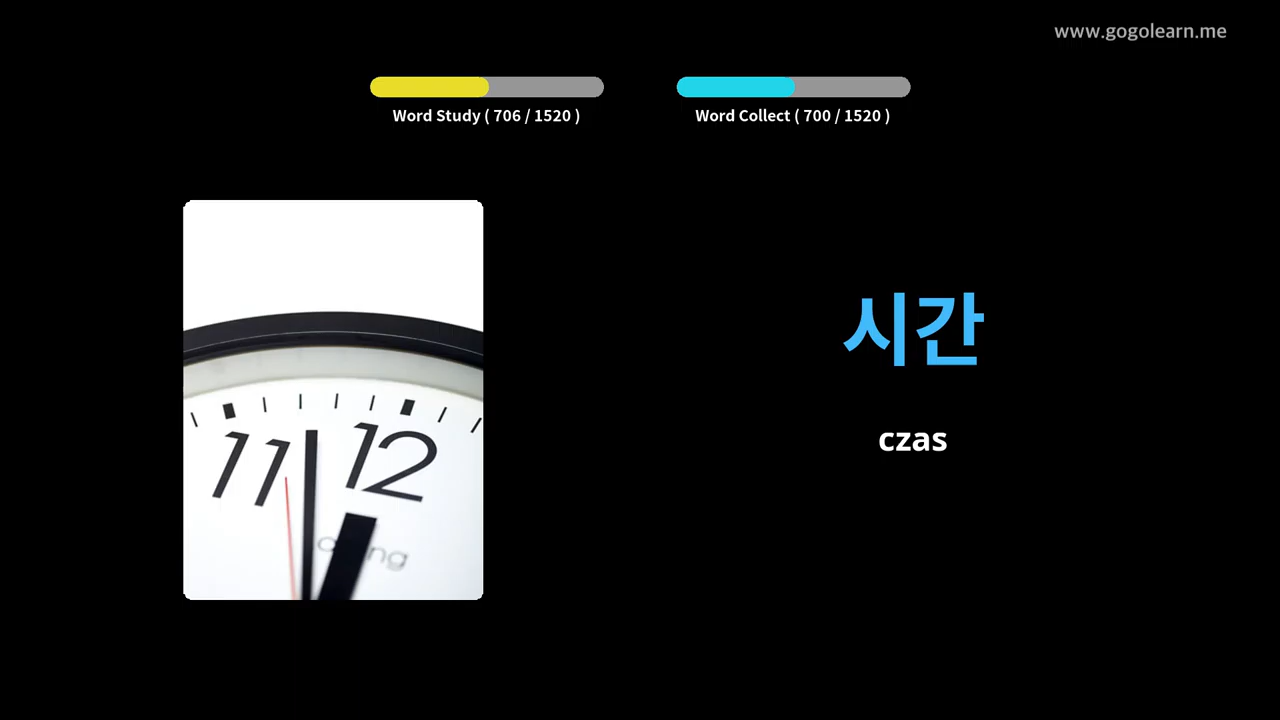 www.gogolearn.me
Word Study ( 706 / 1520 )
Word Collect ( 700 / 1520 )
시간
czas
11 12